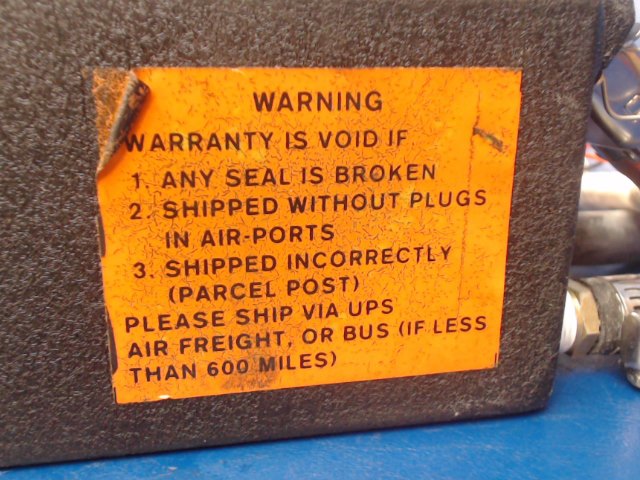 WARNING
WARRANTY IS VOID IF
1. ANY SEAL IS BROKEN
2. SHIPPED WITHOUT PLUGS
IN AIR-PORTS
3. SHIPPED INCORRECTLY
(PARCEL POST)
PLEASE SHIP VIA UPS
AIR FREIGHT, OR BUS (IF LESS
THAN 600 MILES)